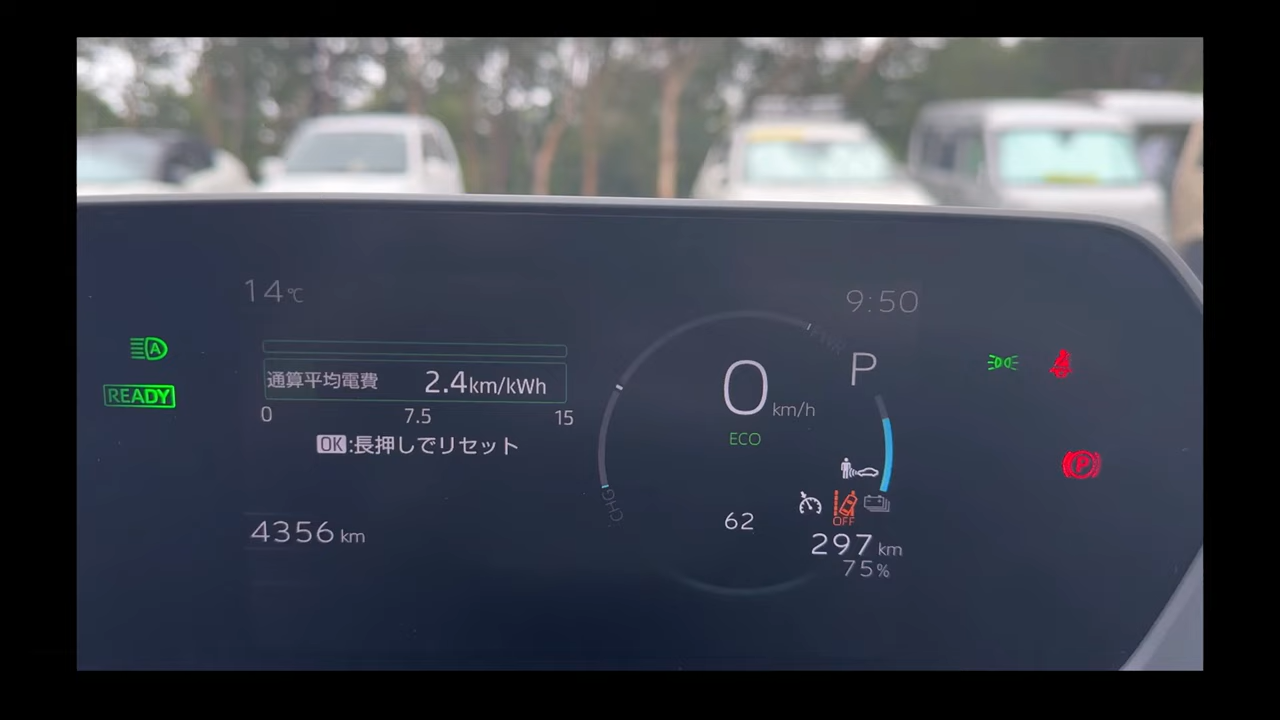 14℃
9:50
A
READY
PWR
P
通算平均電費 2.4km/kWh
0 7.5 15
OK:長押しでリセット
0 km/h
ECO
CHG
OFF
P
4356 km
62
297 km
75%